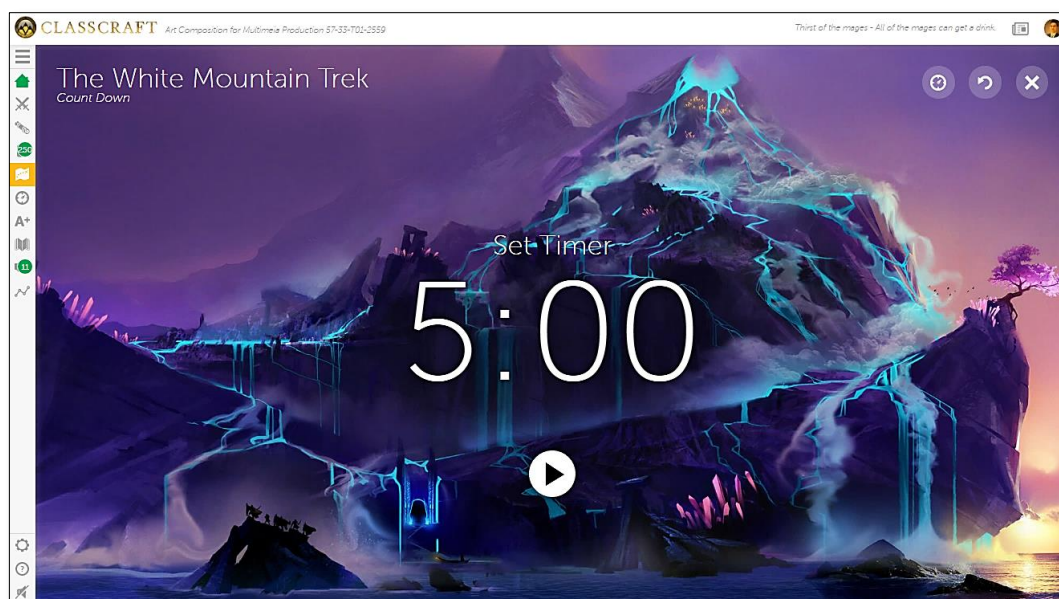 CLASSCRAFT Art Composition for Multimeia Production 57-33-701-2559
Thirst of the mages - All of the mages can get a drink.
The White Mountain Trek
Count Down
250
A+
11
Set Timer
5:00
?